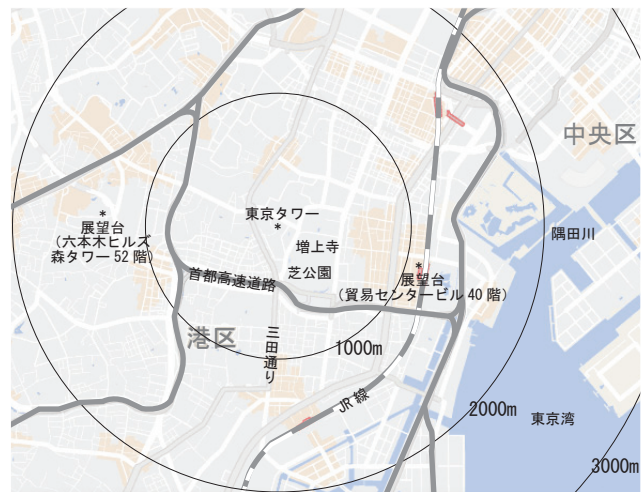 中央区
*
展望台
(六本木ヒルズ
森タワー 52 階)
東京タワー
*
隅田川
増上寺
芝公園
*
展望台
(貿易センタービル 40 階)
首都高速道路
港区
三田通り
1000m
JR 線
2000m
東京湾
3000m